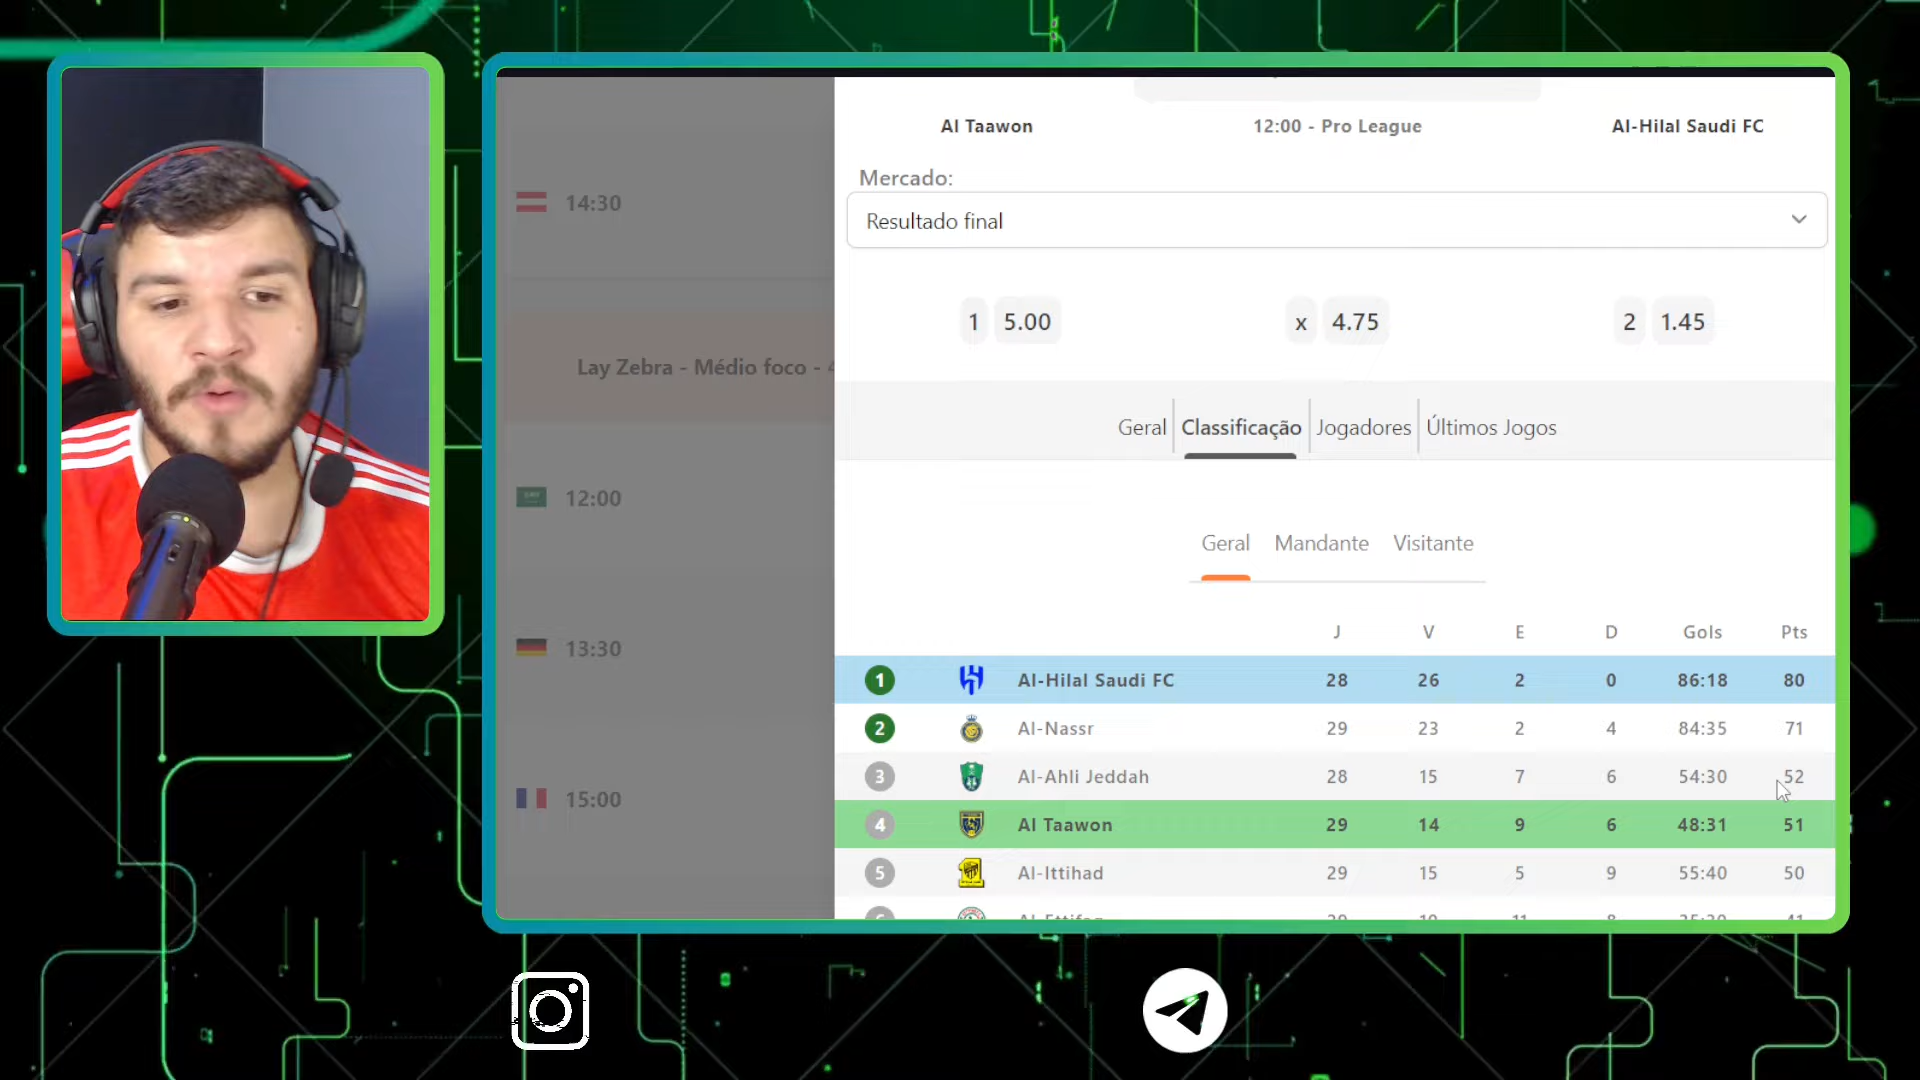 14:30
Lay Zebra - Médio foco -
12:00
13:30
15:00
Al Taawon
12:00 - Pro League
Al-Hilal Saudi FC
Mercado:
Resultado final
1 5.00
x 4.75
2 1.45
Geral Classificação Jogadores Últimos Jogos
Geral Mandante Visitante
J V E D Gols Pts
1 Al-Hilal Saudi FC 28 26 2 0 86:18 80
2 Al-Nassr 29 23 2 4 84:35 71
3 Al-Ahli Jeddah 28 15 7 6 54:30 52
4 Al Taawon 29 14 9 6 48:31 51
5 Al-Ittihad 29 15 5 9 55:40 50